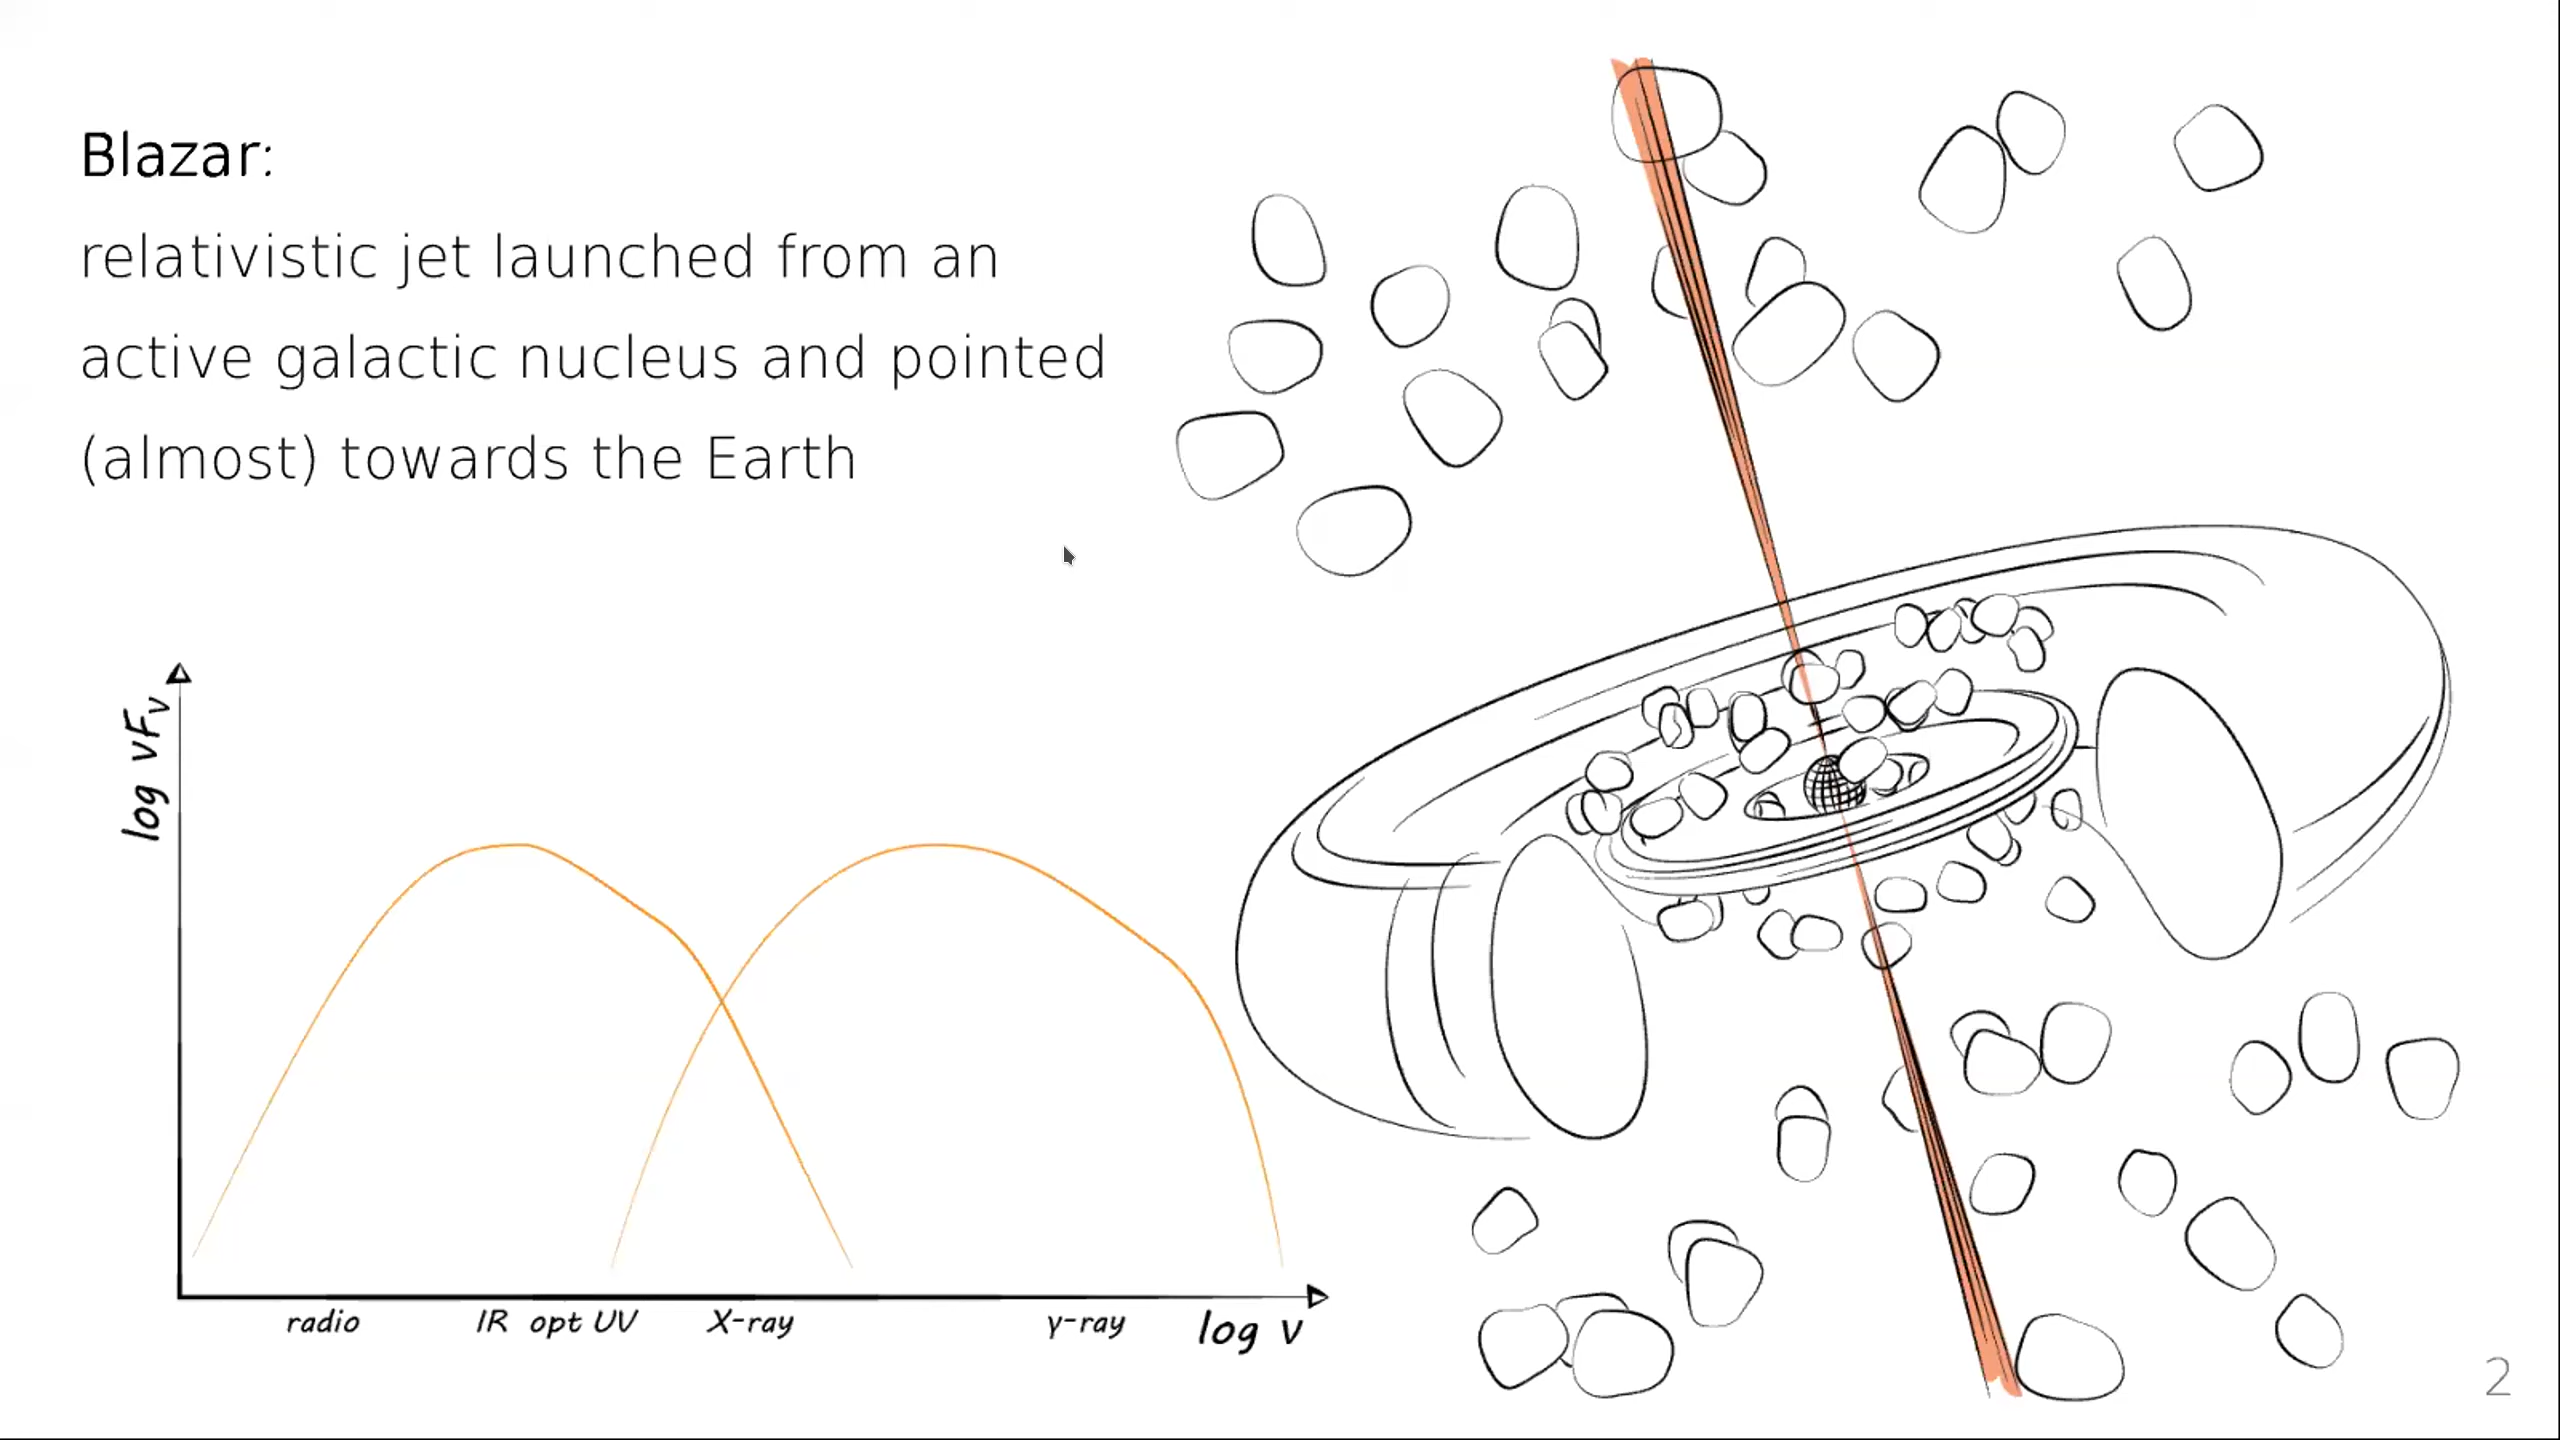 Blazar:
relativistic jet launched from an
active galactic nucleus and pointed
(almost) towards the Earth
log νFν
radio IR opt UV X-ray γ-ray log ν
2